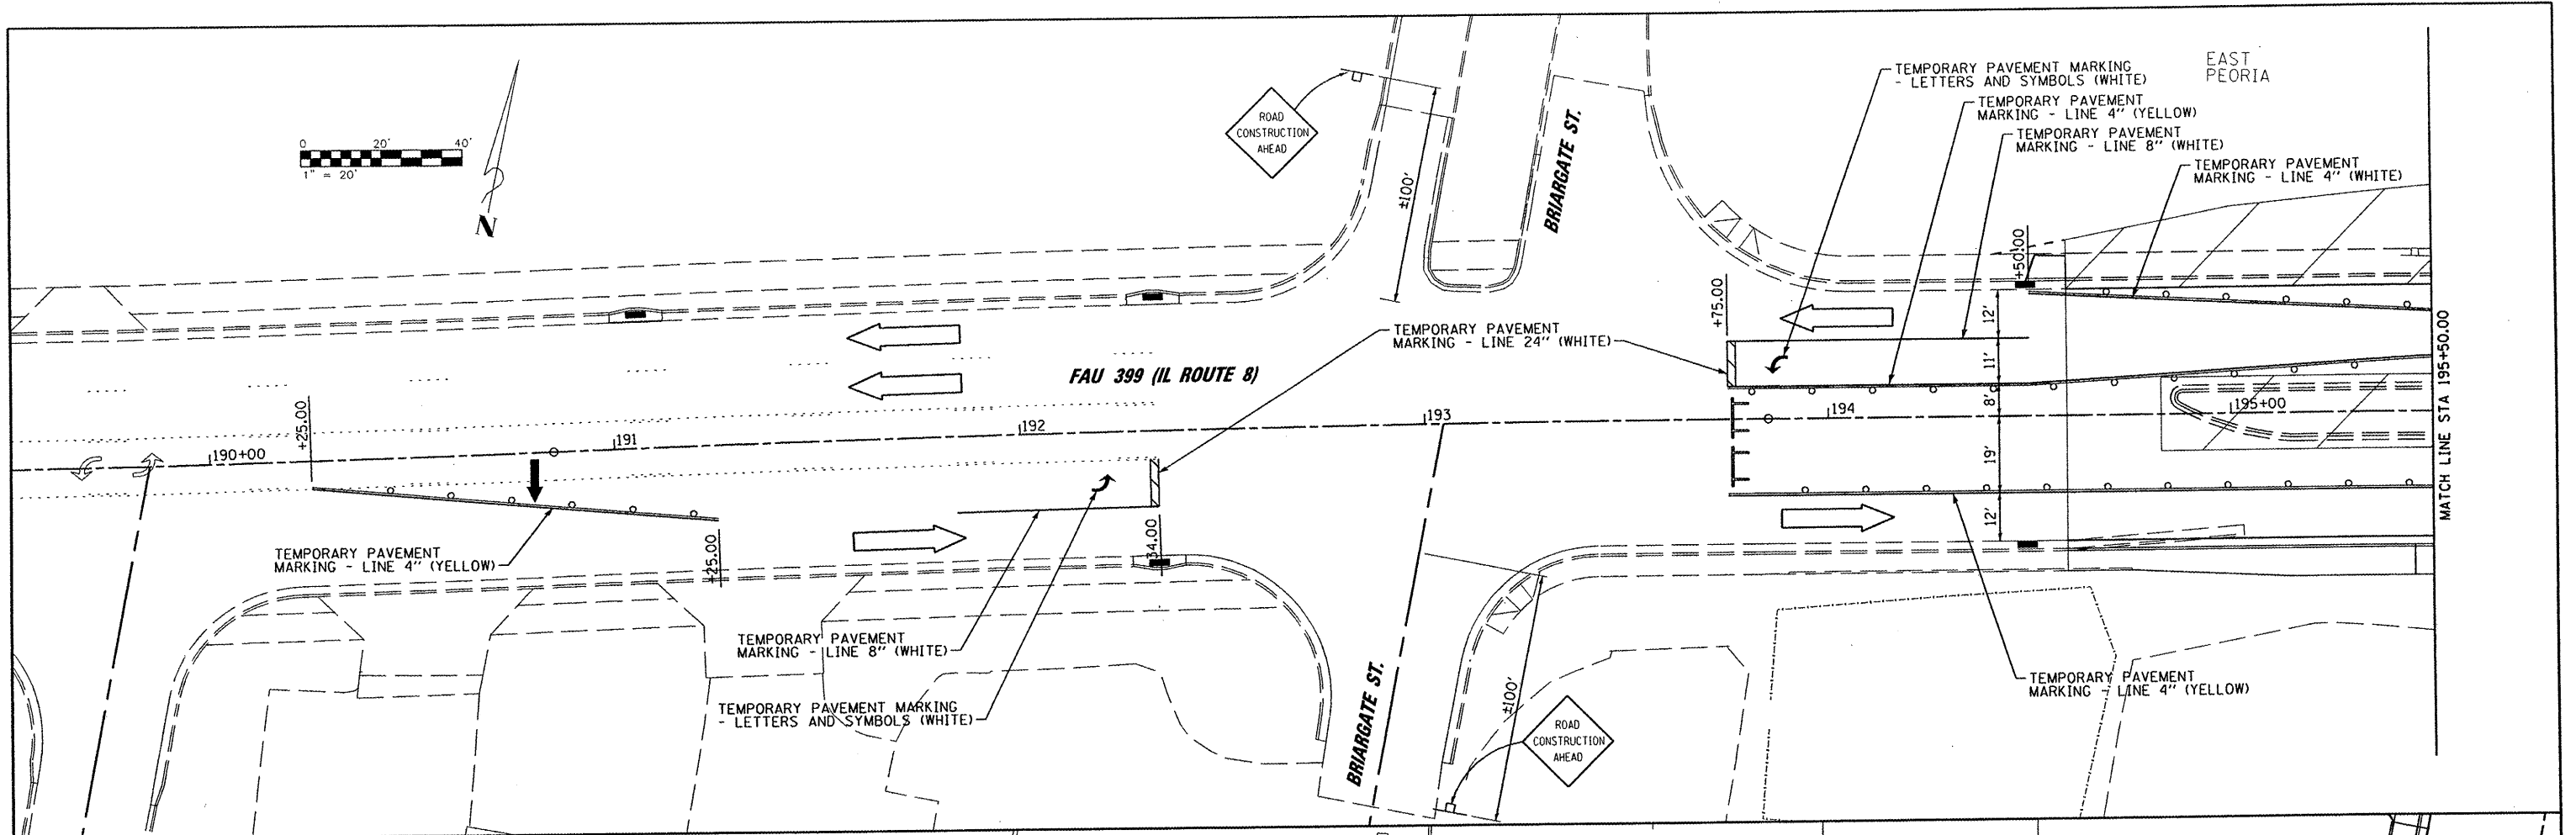 EAST
PEORIA
TEMPORARY PAVEMENT MARKING
- LETTERS AND SYMBOLS (WHITE)
TEMPORARY PAVEMENT
MARKING - LINE 4" (YELLOW)
TEMPORARY PAVEMENT
MARKING - LINE 8" (WHITE)
TEMPORARY PAVEMENT
MARKING - LINE 4" (WHITE)
0 20' 40'
1" = 20'
N
ROAD
CONSTRUCTION
AHEAD
±100'
BRIARGATE ST.
+50.00
+75.00
12'
11'
8'
19'
12'
TEMPORARY PAVEMENT
MARKING - LINE 24" (WHITE)
FAU 399 (IL ROUTE 8)
MATCH LINE STA 195+50.00
+25.00
190+00
191
192
193
194
195+00
+25.00
+34.00
TEMPORARY PAVEMENT
MARKING - LINE 4" (YELLOW)
TEMPORARY PAVEMENT
MARKING - LINE 8" (WHITE)
TEMPORARY PAVEMENT MARKING
- LETTERS AND SYMBOLS (WHITE)
BRIARGATE ST.
±100'
ROAD
CONSTRUCTION
AHEAD
TEMPORARY PAVEMENT
MARKING - LINE 4" (YELLOW)